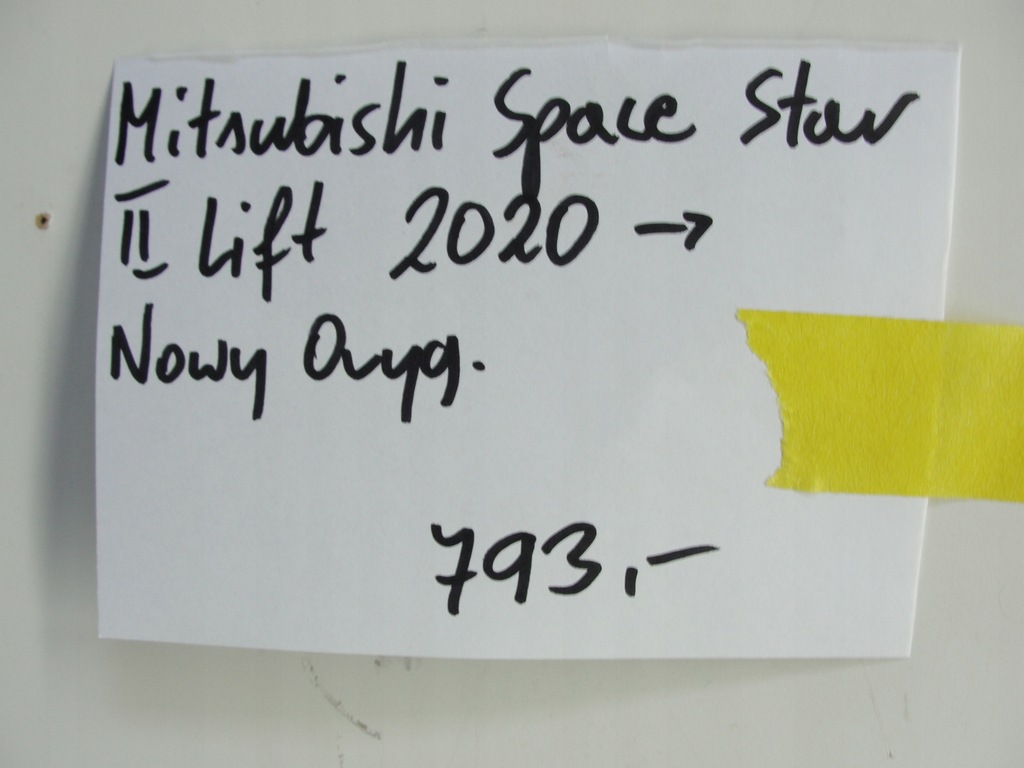 Mitsubishi Space Star
II Lift 2020 →
Nowy Oryg.
793,-